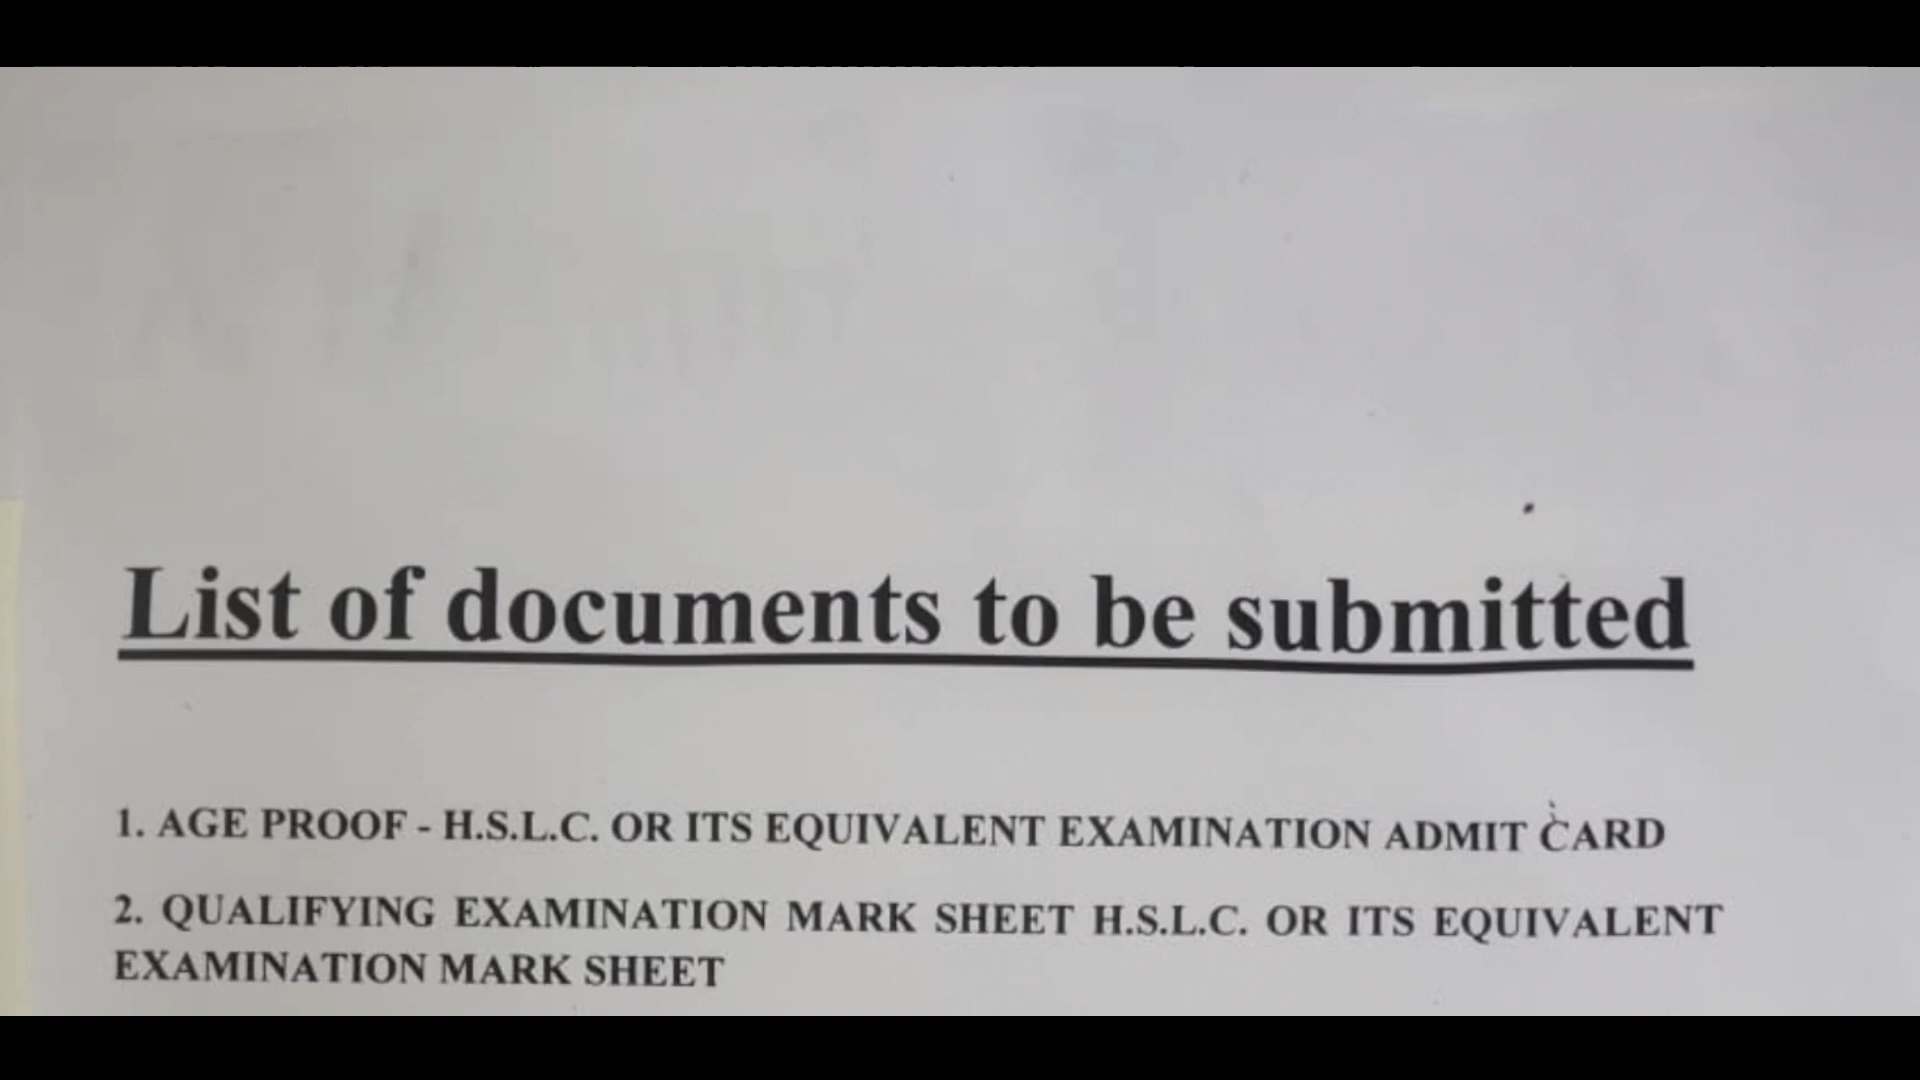 List of documents to be submitted
1. AGE PROOF - H.S.L.C. OR ITS EQUIVALENT EXAMINATION ADMIT CARD
2. QUALIFYING EXAMINATION MARK SHEET H.S.L.C. OR ITS EQUIVALENT
EXAMINATION MARK SHEET